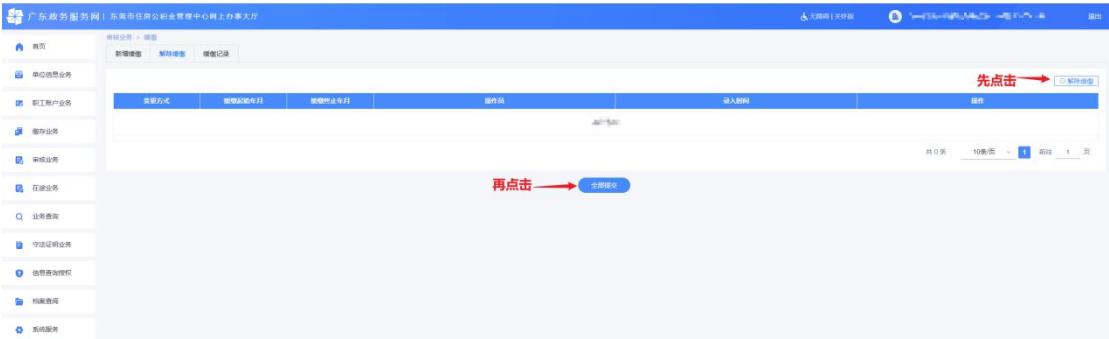 广东政务服务网 | 东莞市住房公积金管理中心网上办事大厅
无障碍 | 关怀版
退出
首页
单位信息业务
职工账户业务
缴存业务
审核业务
在途业务
业务查询
守法证明业务
信息查询授权
档案查阅
系统服务
审核业务 > 缓缴
新增缓缴 解除缓缴 缓缴记录
先点击
解除缓缴
变更方式 缓缴起始年月 缓缴终止年月 操作员 录入时间 操作
共 0 条 10条/页 1 前往 1 页
再点击
全部提交